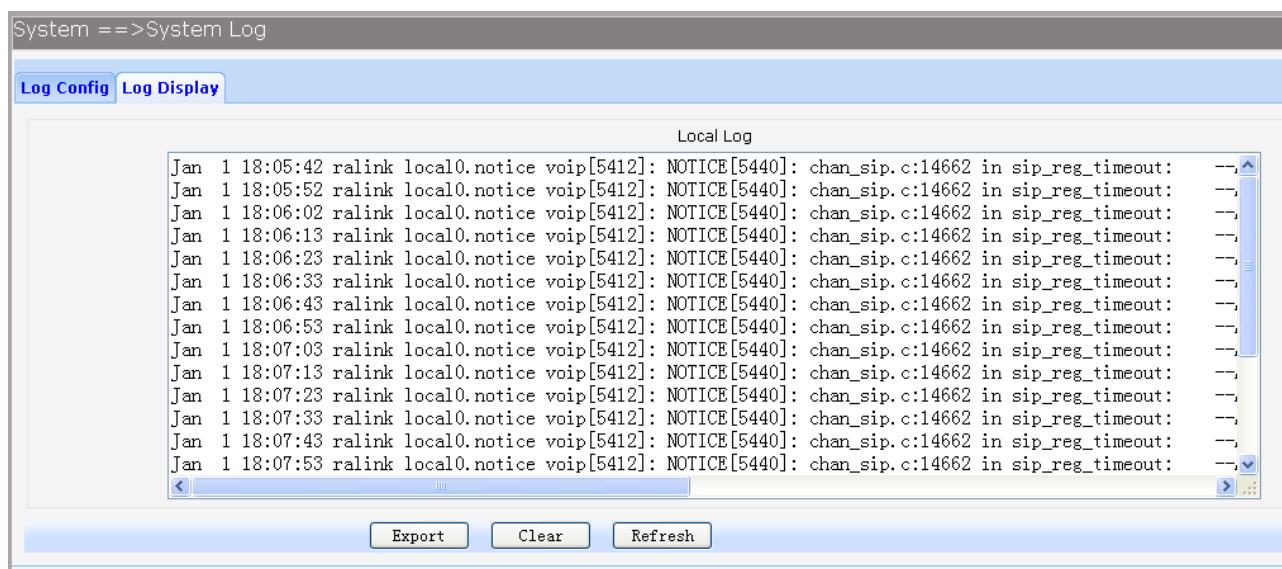 System ==>System Log
Log Config Log Display
Local Log
Jan  1 18:05:42 ralink local0.notice voip[5412]: NOTICE[5440]: chan_sip.c:14662 in sip_reg_timeout:    --
Jan  1 18:05:52 ralink local0.notice voip[5412]: NOTICE[5440]: chan_sip.c:14662 in sip_reg_timeout:    --
Jan  1 18:06:02 ralink local0.notice voip[5412]: NOTICE[5440]: chan_sip.c:14662 in sip_reg_timeout:    --
Jan  1 18:06:13 ralink local0.notice voip[5412]: NOTICE[5440]: chan_sip.c:14662 in sip_reg_timeout:    --
Jan  1 18:06:23 ralink local0.notice voip[5412]: NOTICE[5440]: chan_sip.c:14662 in sip_reg_timeout:    --
Jan  1 18:06:33 ralink local0.notice voip[5412]: NOTICE[5440]: chan_sip.c:14662 in sip_reg_timeout:    --
Jan  1 18:06:43 ralink local0.notice voip[5412]: NOTICE[5440]: chan_sip.c:14662 in sip_reg_timeout:    --
Jan  1 18:06:53 ralink local0.notice voip[5412]: NOTICE[5440]: chan_sip.c:14662 in sip_reg_timeout:    --
Jan  1 18:07:03 ralink local0.notice voip[5412]: NOTICE[5440]: chan_sip.c:14662 in sip_reg_timeout:    --
Jan  1 18:07:13 ralink local0.notice voip[5412]: NOTICE[5440]: chan_sip.c:14662 in sip_reg_timeout:    --
Jan  1 18:07:23 ralink local0.notice voip[5412]: NOTICE[5440]: chan_sip.c:14662 in sip_reg_timeout:    --
Jan  1 18:07:33 ralink local0.notice voip[5412]: NOTICE[5440]: chan_sip.c:14662 in sip_reg_timeout:    --
Jan  1 18:07:43 ralink local0.notice voip[5412]: NOTICE[5440]: chan_sip.c:14662 in sip_reg_timeout:    --
Jan  1 18:07:53 ralink local0.notice voip[5412]: NOTICE[5440]: chan_sip.c:14662 in sip_reg_timeout:    --
Export Clear Refresh